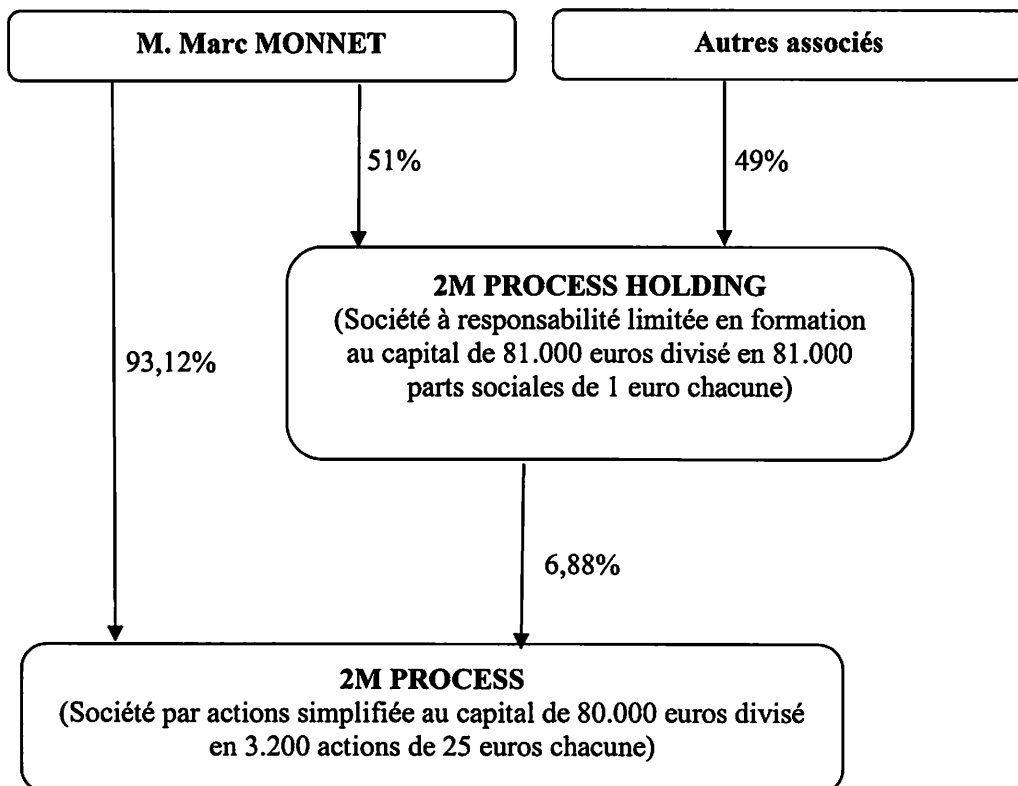 M. Marc MONNET
Autres associés
51%
49%
2M PROCESS HOLDING
(Société à responsabilité limitée en formation
au capital de 81.000 euros divisé en 81.000
parts sociales de 1 euro chacune)
93,12%
6,88%
2M PROCESS
(Société par actions simplifiée au capital de 80.000 euros divisé
en 3.200 actions de 25 euros chacune)